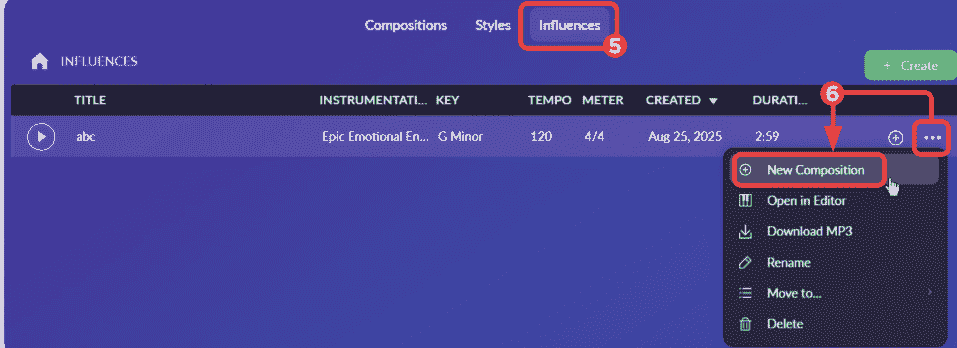 Compositions Styles Influences
5
INFLUENCES
+ Create
TITLE INSTRUMENTATI... KEY TEMPO METER CREATED ▼ DURATI...
6
abc Epic Emotional En... G Minor 120 4/4 Aug 25, 2025 2:59
New Composition
Open in Editor
Download MP3
Rename
Move to...
Delete